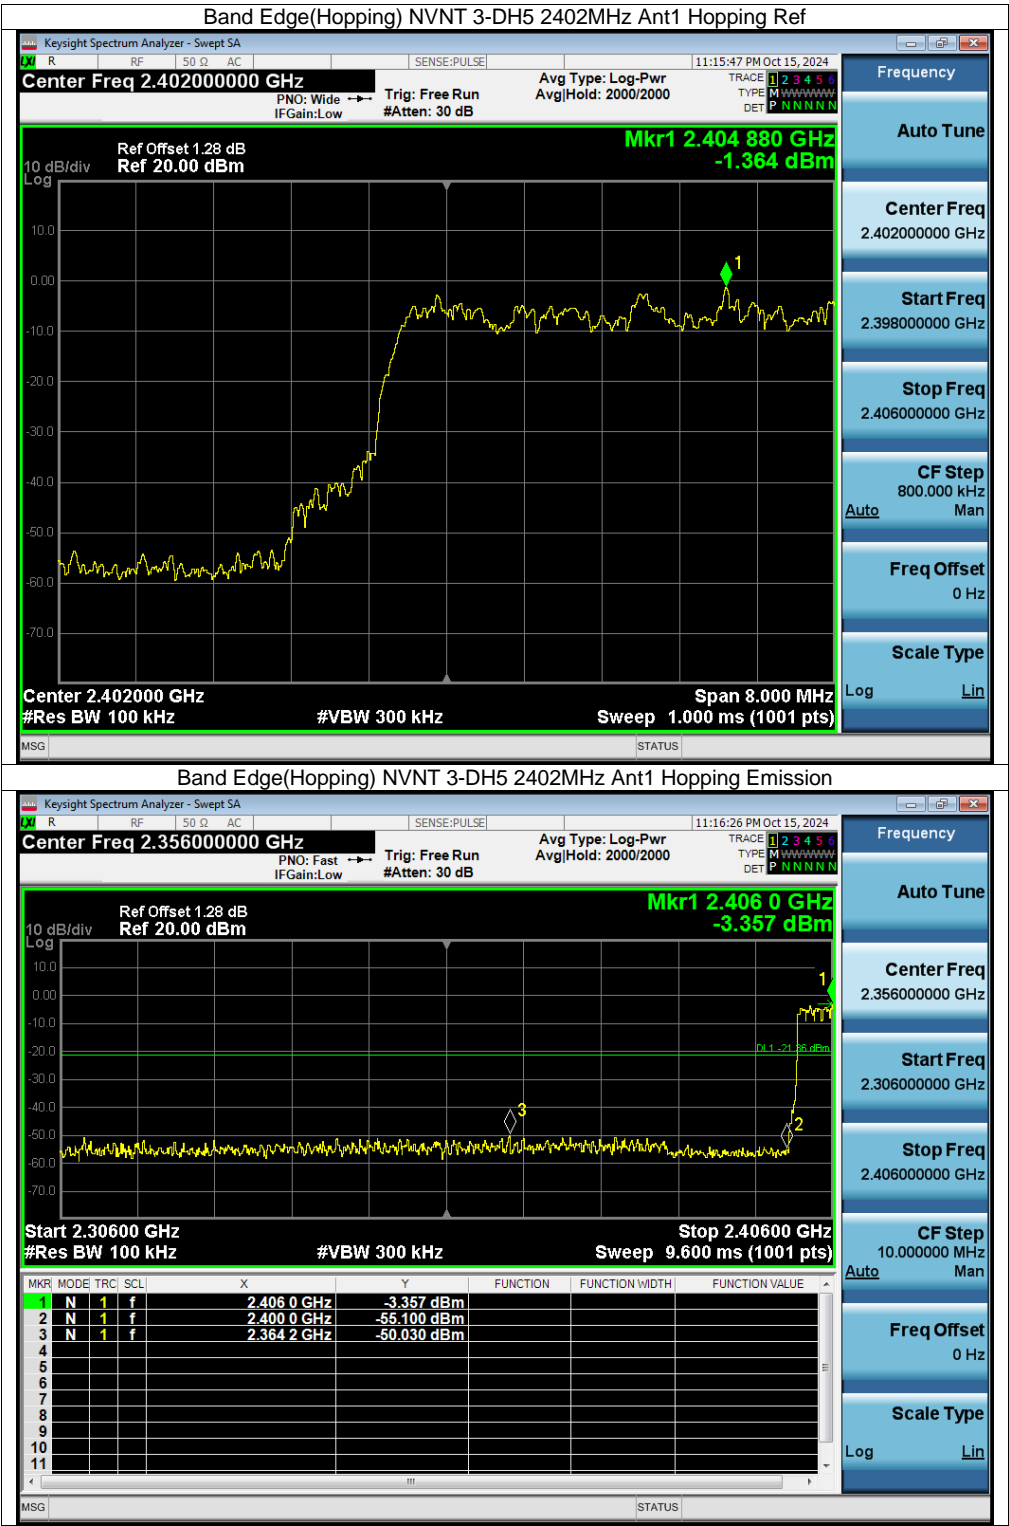 Band Edge(Hopping) NVNT 3-DH5 2402MHz Ant1 Hopping Ref
Keysight Spectrum Analyzer - Swept SA
LXI R RF 50 Ω AC SENSE:PULSE 11:15:47 PM Oct 15, 2024
Center Freq 2.402000000 GHz
PNO: Wide
IFGain:Low
Trig: Free Run
#Atten: 30 dB
Avg Type: Log-Pwr
Avg|Hold: 2000/2000
TRACE 1 2 3 4 5 6
TYPE M W W W W W
DET P N N N N N
Mkr1 2.404 880 GHz
-1.364 dBm
Ref Offset 1.28 dB
10 dB/div Ref 20.00 dBm
Log
10.0
0.00
-10.0
-20.0
-30.0
-40.0
-50.0
-60.0
-70.0
1
Center 2.402000 GHz Span 8.000 MHz
#Res BW 100 kHz #VBW 300 kHz Sweep 1.000 ms (1001 pts)
MSG STATUS
Frequency
Auto Tune
Center Freq
2.402000000 GHz
Start Freq
2.398000000 GHz
Stop Freq
2.406000000 GHz
CF Step
800.000 kHz
Auto Man
Freq Offset
0 Hz
Scale Type
Log Lin
Band Edge(Hopping) NVNT 3-DH5 2402MHz Ant1 Hopping Emission
Keysight Spectrum Analyzer - Swept SA
LXI R RF 50 Ω AC SENSE:PULSE 11:16:26 PM Oct 15, 2024
Center Freq 2.356000000 GHz
PNO: Fast
IFGain:Low
Trig: Free Run
#Atten: 30 dB
Avg Type: Log-Pwr
Avg|Hold: 2000/2000
TRACE 1 2 3 4 5 6
TYPE M W W W W W
DET P N N N N N
Mkr1 2.406 0 GHz
-3.357 dBm
Ref Offset 1.28 dB
10 dB/div Ref 20.00 dBm
Log
10.0
0.00
-10.0
-20.0
-30.0
-40.0
-50.0
-60.0
-70.0
1
DL1 -21.36 dBm
3
2
Start 2.30600 GHz Stop 2.40600 GHz
#Res BW 100 kHz #VBW 300 kHz Sweep 9.600 ms (1001 pts)
MKR MODE TRC SCL X Y FUNCTION FUNCTION WIDTH FUNCTION VALUE
1 N 1 f 2.406 0 GHz -3.357 dBm
2 N 1 f 2.400 0 GHz -55.100 dBm
3 N 1 f 2.364 2 GHz -50.030 dBm
4
5
6
7
8
9
10
11
MSG STATUS
Frequency
Auto Tune
Center Freq
2.356000000 GHz
Start Freq
2.306000000 GHz
Stop Freq
2.406000000 GHz
CF Step
10.000000 MHz
Auto Man
Freq Offset
0 Hz
Scale Type
Log Lin